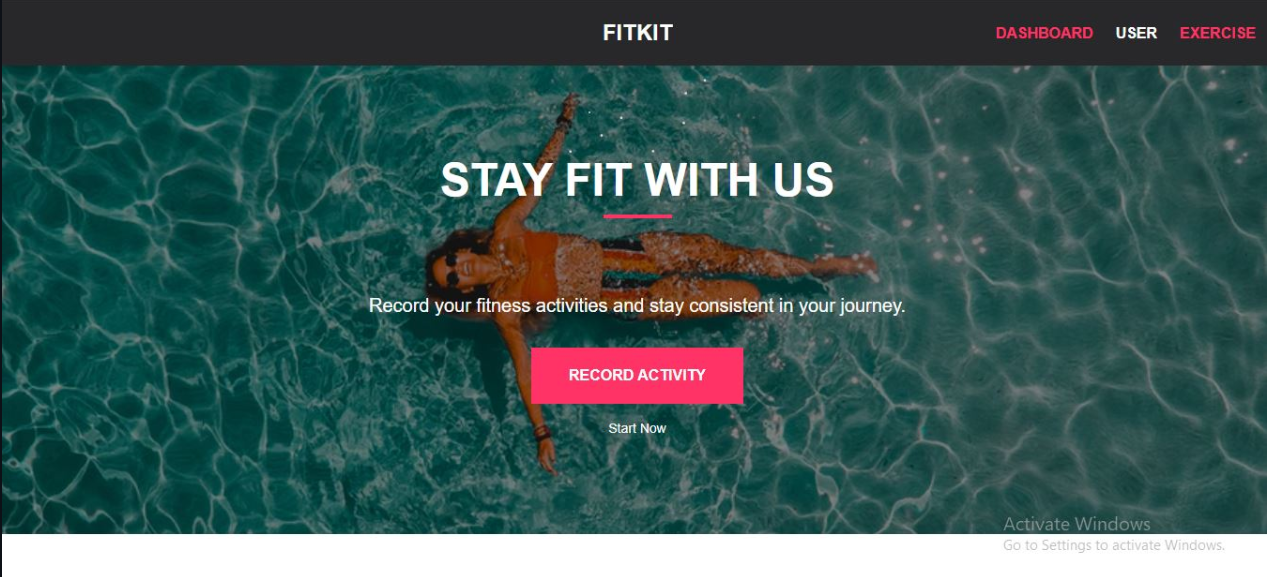 FITKIT
DASHBOARD USER EXERCISE
STAY FIT WITH US
Record your fitness activities and stay consistent in your journey.
RECORD ACTIVITY
Start Now
Activate Windows
Go to Settings to activate Windows.